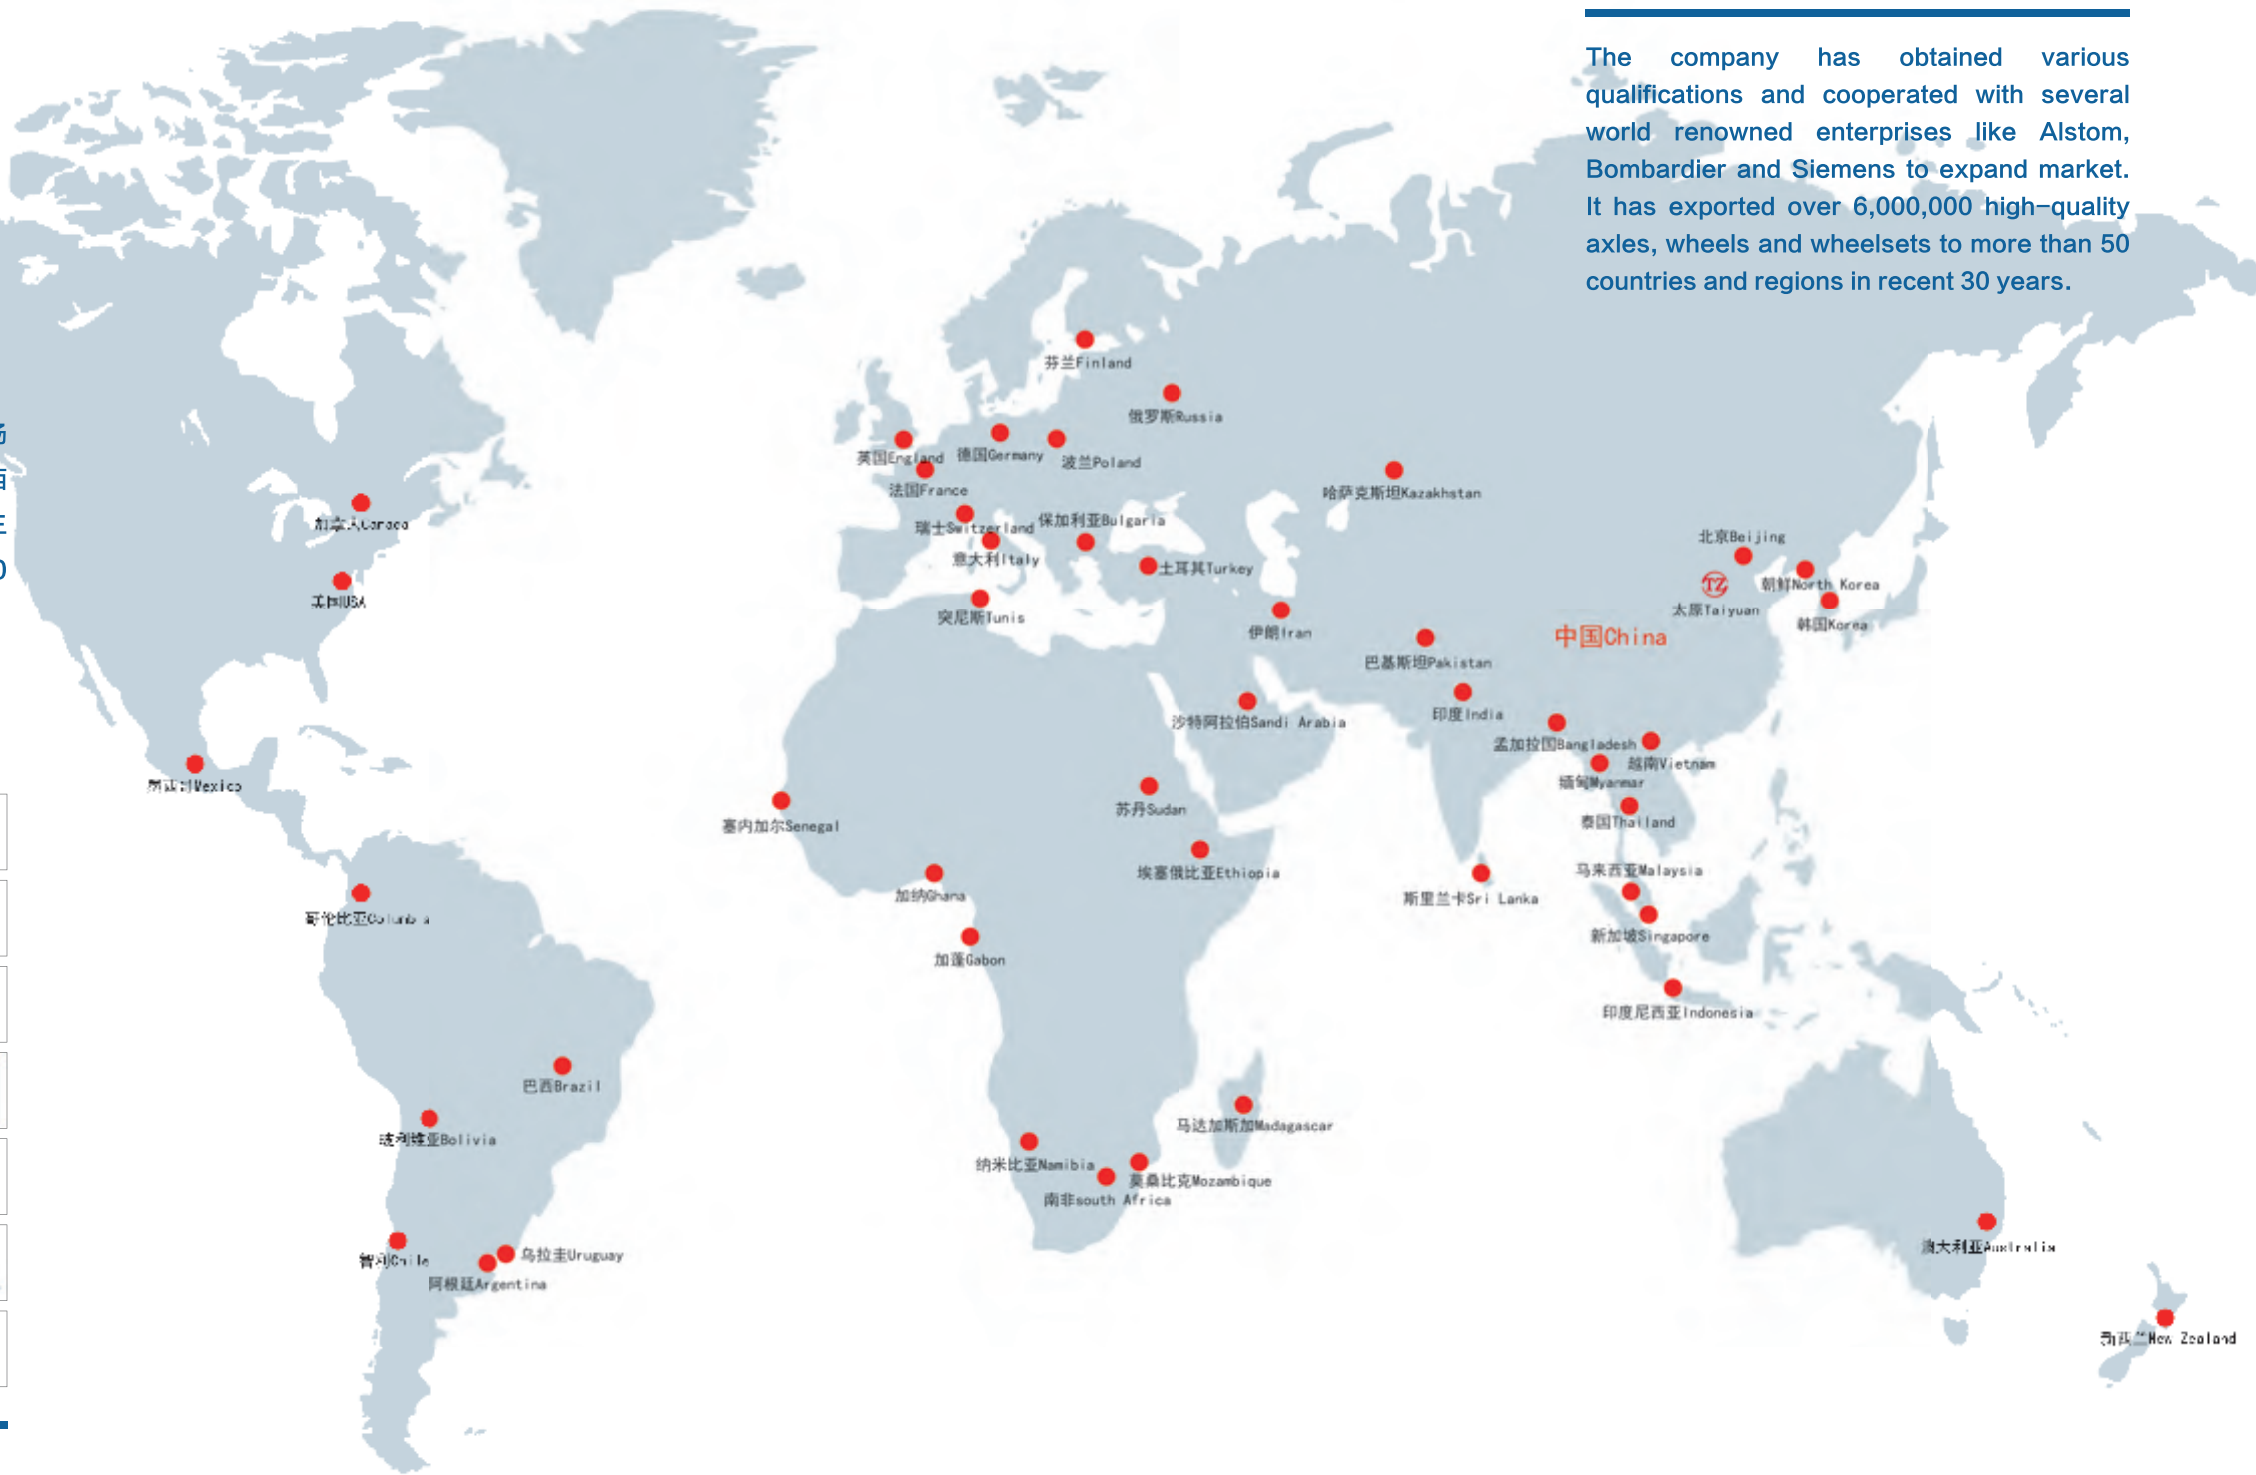 The company has obtained various
qualifications and cooperated with several
world renowned enterprises like Alstom,
Bombardier and Siemens to expand market.
It has exported over 6,000,000 high-quality
axles, wheels and wheelsets to more than 50
countries and regions in recent 30 years.
芬兰Finland
俄罗斯Russia
英国England
德国Germany
波兰Poland
法国France
哈萨克斯坦Kazakhstan
瑞士Switzerland
保加利亚Bulgaria
意大利Italy
土耳其Turkey
突尼斯Tunis
伊朗Iran
北京Beijing
朝鲜North Korea
TZ
太原Taiyuan
韩国Korea
中国China
巴基斯坦Pakistan
印度India
沙特阿拉伯Sandi Arabia
孟加拉国Bangladesh
越南Vietnam
缅甸Myanmar
泰国Thailand
马来西亚Malaysia
新加坡Singapore
斯里兰卡Sri Lanka
印度尼西亚Indonesia
塞内加尔Senegal
苏丹Sudan
埃塞俄比亚Ethiopia
加纳Ghana
加蓬Gabon
马达加斯加Madagascar
纳米比亚Namibia
莫桑比克Mozambique
南非south Africa
美国USA
Mexico
哥伦比亚
巴西Brazil
玻利维亚Bolivia
智利Chile
乌拉圭Uruguay
阿根廷Argentina
澳大利亚Australia
新西兰New Zealand